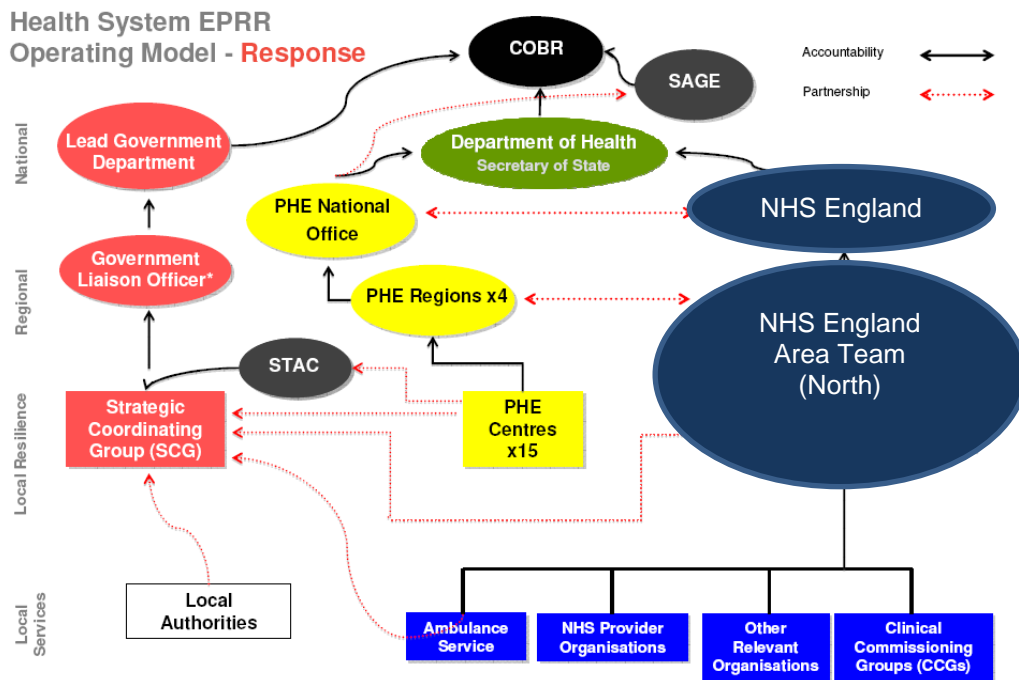 Health System EPRR
Operating Model - Response
COBR
Accountability
SAGE
Partnership
National
Lead Government
Department
Department of Health
Secretary of State
PHE National
Office
NHS England
Regional
Government
Liaison Officer*
PHE Regions x4
NHS England
Area Team
(North)
STAC
Local Resilience
Strategic
Coordinating
Group (SCG)
PHE
Centres
x15
Local
Services
Local
Authorities
Ambulance
Service
NHS Provider
Organisations
Other
Relevant
Organisations
Clinical
Commissioning
Groups (CCGs)